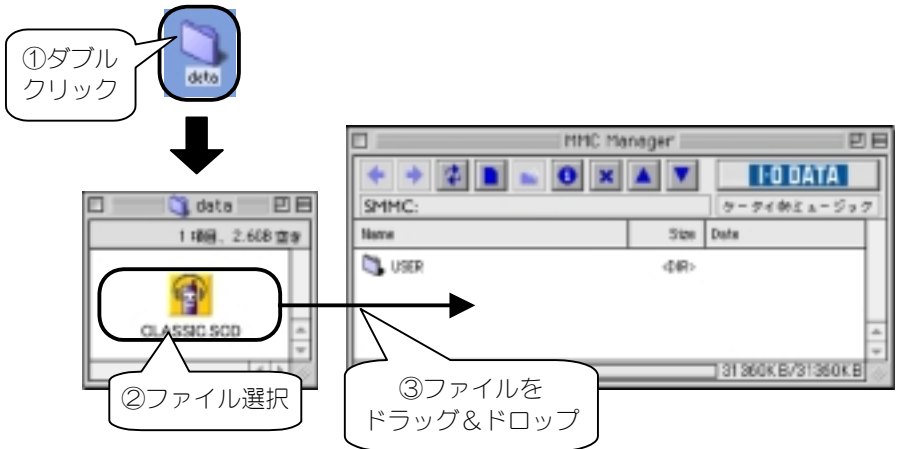 ①ダブル
クリック
data
MMC Manager
I·O DATA
SMMC:
ケータイdeミュージック
Name Size Date
USER <DIR>
31360KB/31360KB
data
1 項目、2.6GB 空き
CLASSIC.SCD
②ファイル選択
③ファイルを
ドラッグ＆ドロップ